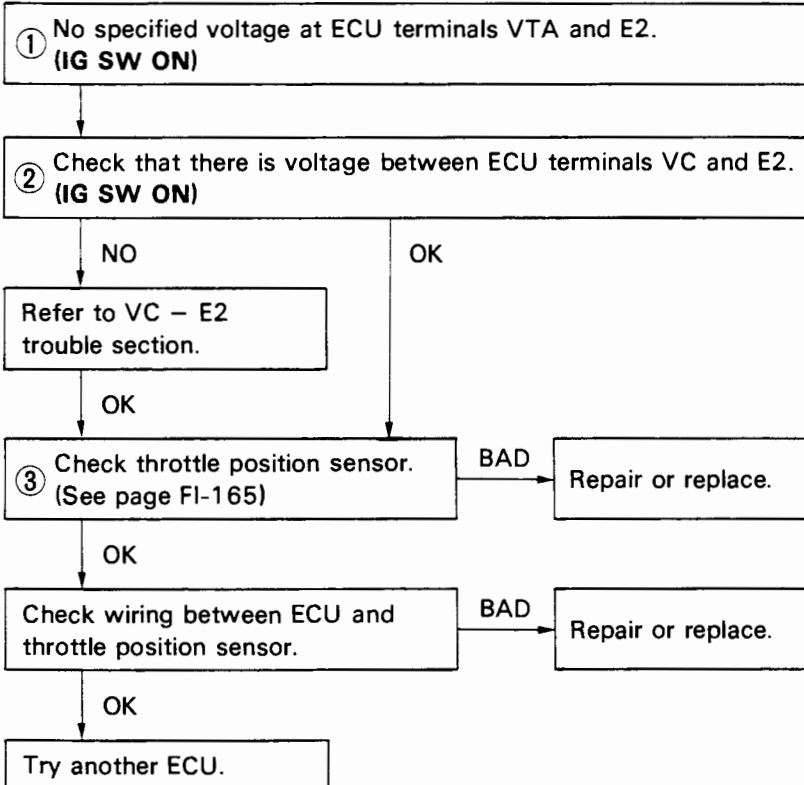 ① No specified voltage at ECU terminals VTA and E2.
(IG SW ON)
② Check that there is voltage between ECU terminals VC and E2.
(IG SW ON)
NO
OK
Refer to VC – E2
trouble section.
OK
③ Check throttle position sensor.
(See page FI-165)
BAD
Repair or replace.
OK
Check wiring between ECU and
throttle position sensor.
BAD
Repair or replace.
OK
Try another ECU.